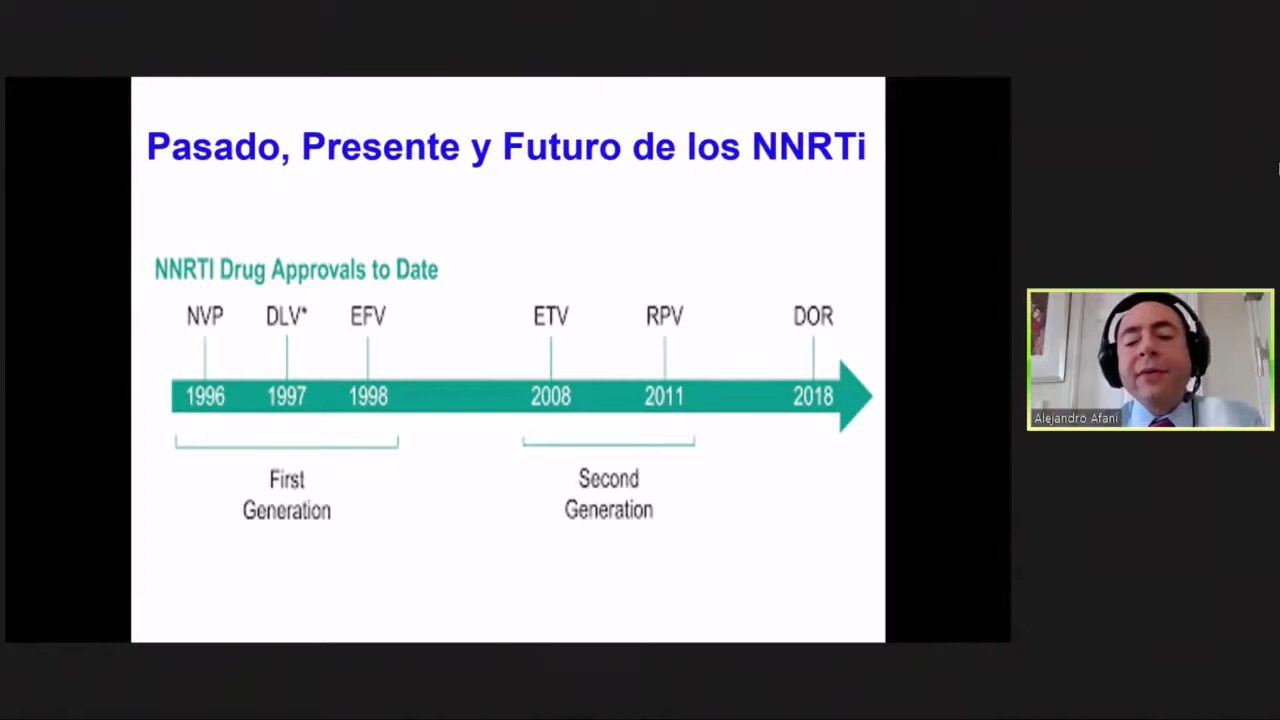 Pasado, Presente y Futuro de los NNRTi
NNRTI Drug Approvals to Date
NVP DLV* EFV ETV RPV DOR
1996 1997 1998 2008 2011 2018
First Second
Generation Generation
Alejandro Afani